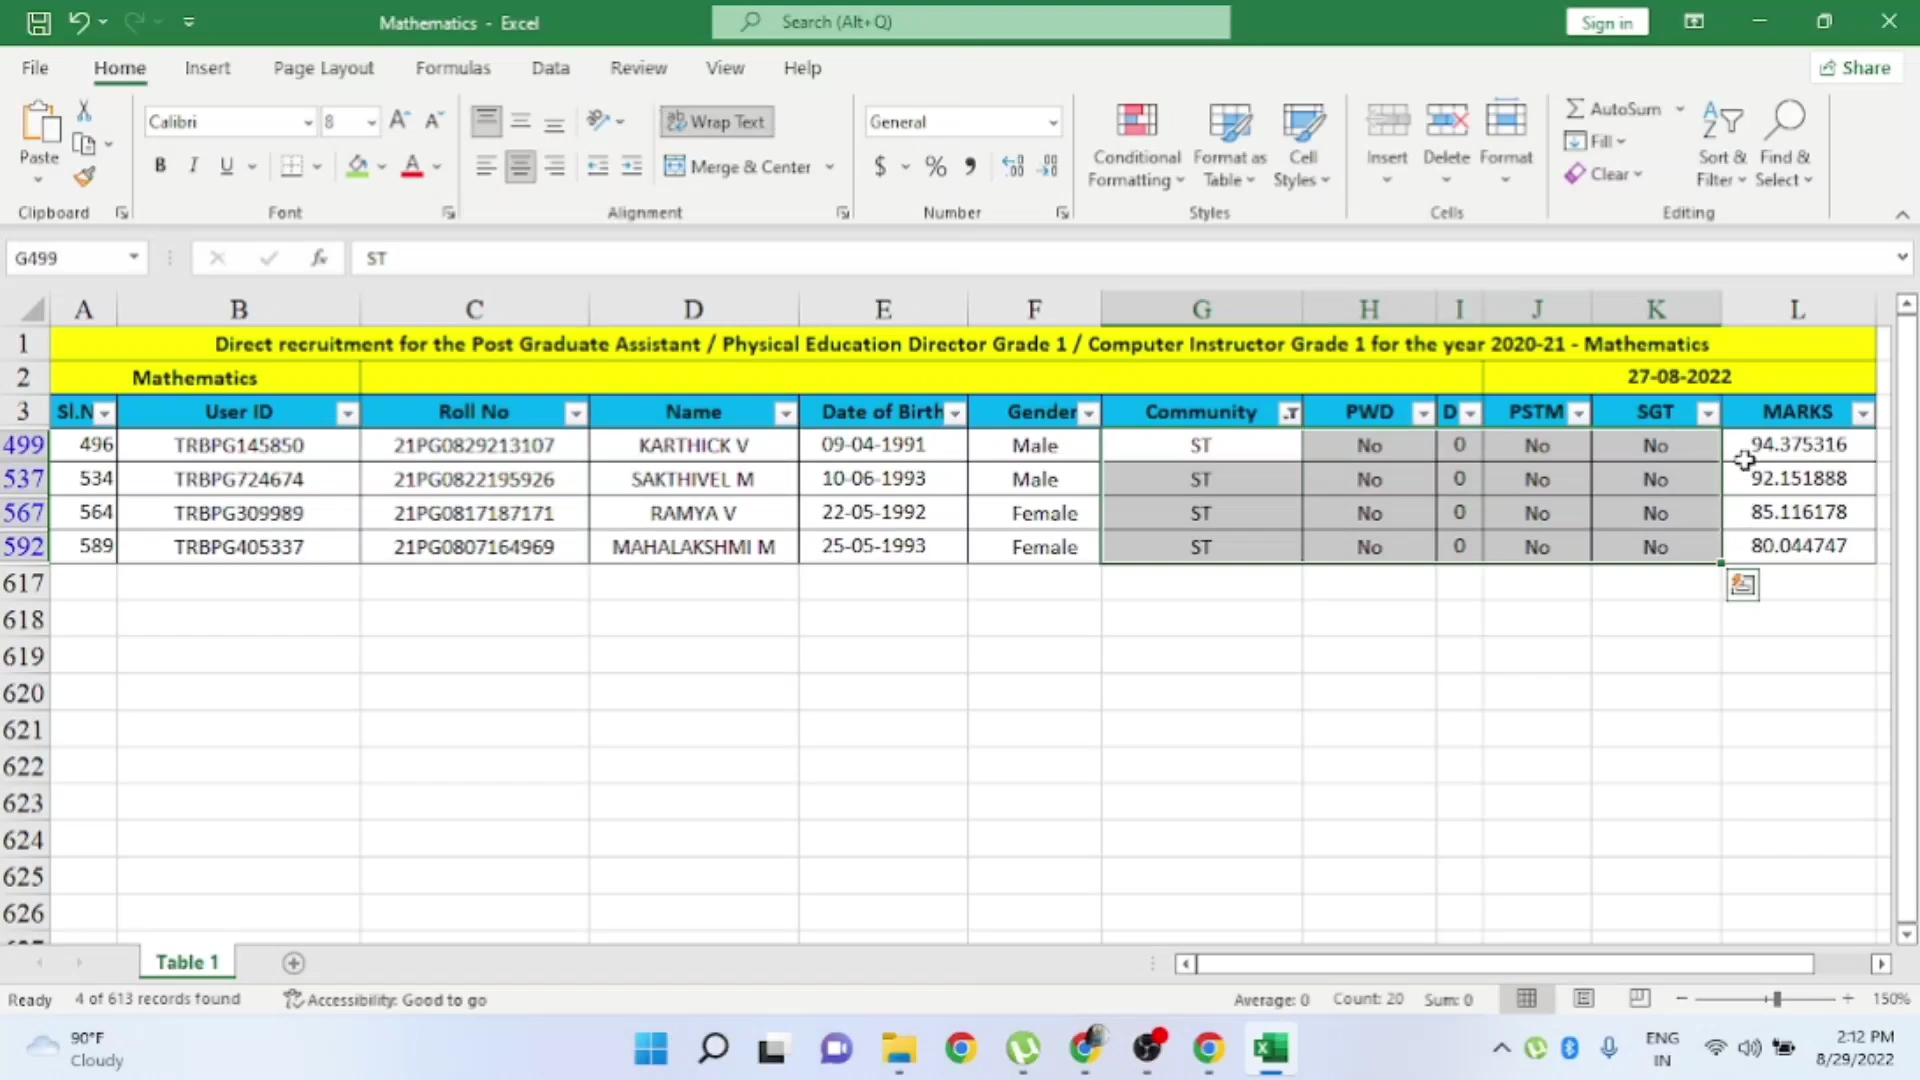 Mathematics - Excel
Search (Alt+Q)
Sign in
File Home Insert Page Layout Formulas Data Review View Help
Share
Paste
Clipboard
Calibri 8
B I U
Font
Wrap Text
Merge & Center
Alignment
General
$ % ,
Number
Conditional Formatting
Format as Table
Cell Styles
Styles
Insert Delete Format
Cells
AutoSum
Fill
Clear
Sort & Filter
Find & Select
Editing
G499 fx ST
A B C D E F G H I J K L
1 Direct recruitment for the Post Graduate Assistant / Physical Education Director Grade 1 / Computer Instructor Grade 1 for the year 2020-21 - Mathematics
2 Mathematics 27-08-2022
3 Sl.N User ID Roll No Name Date of Birth Gender Community PWD D PSTM SGT MARKS
499 496 TRBPG145850 21PG0829213107 KARTHICK V 09-04-1991 Male ST No 0 No No 94.375316
537 534 TRBPG724674 21PG0822195926 SAKTHIVEL M 10-06-1993 Male ST No 0 No No 92.151888
567 564 TRBPG309989 21PG0817187171 RAMYA V 22-05-1992 Female ST No 0 No No 85.116178
592 589 TRBPG405337 21PG0807164969 MAHALAKSHMI M 25-05-1993 Female ST No 0 No No 80.044747
617
618
619
620
621
622
623
624
625
626
Table 1
Ready 4 of 613 records found Accessibility: Good to go Average: 0 Count: 20 Sum: 0 150%
90°F
Cloudy
ENG
IN
2:12 PM
8/29/2022